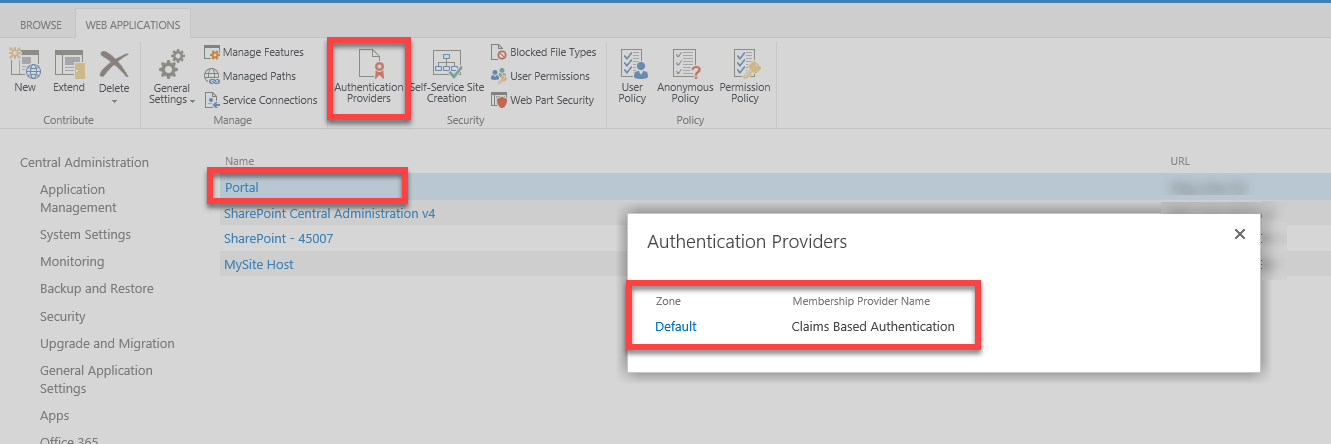 BROWSE
WEB APPLICATIONS
New
Extend
Delete
Contribute
General
Settings
Manage Features
Managed Paths
Service Connections
Manage
Authentication
Providers
Self-Service Site
Creation
Blocked File Types
User Permissions
Web Part Security
Security
User
Policy
Anonymous
Policy
Permission
Policy
Policy
Central Administration
Application
Management
System Settings
Monitoring
Backup and Restore
Security
Upgrade and Migration
General Application
Settings
Apps
Office 365
Name URL
Portal
SharePoint Central Administration v4
SharePoint - 45007
MySite Host
Authentication Providers
Zone Membership Provider Name
Default Claims Based Authentication